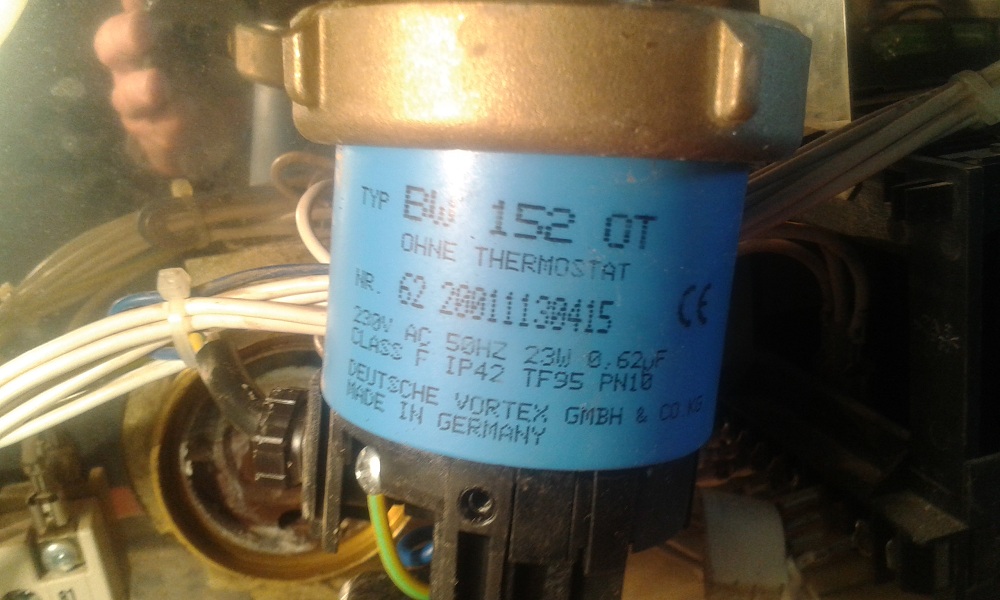 TYP BW 152 OT
OHNE THERMOSTAT
NR. 62 20011130415
CE
230V AC 50HZ 23W 0,62µF
CLASS F IP42 TF95 PN10
DEUTSCHE VORTEX GMBH & CO.KG
MADE IN GERMANY
81